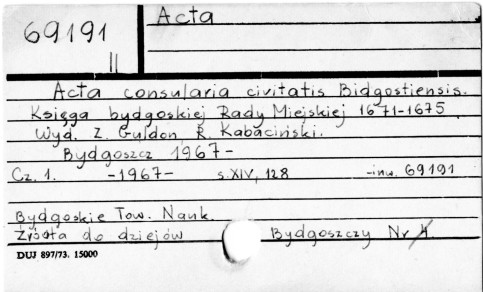 69191
II
Acta
Acta consularia civitatis Bidgostiensis.
Księga bydgoskiej Rady Miejskiej 1671-1675.
Wyd. Z. Guldon R. Kabaciński.
Bydgoszcz 1967-
Cz. 1. -1967- s. XIV, 128 -inw. 69191
Bydgoskie Tow. Nauk.
Źródła do dziejów Bydgoszczy Nr 4.
DUJ 897/73. 15000